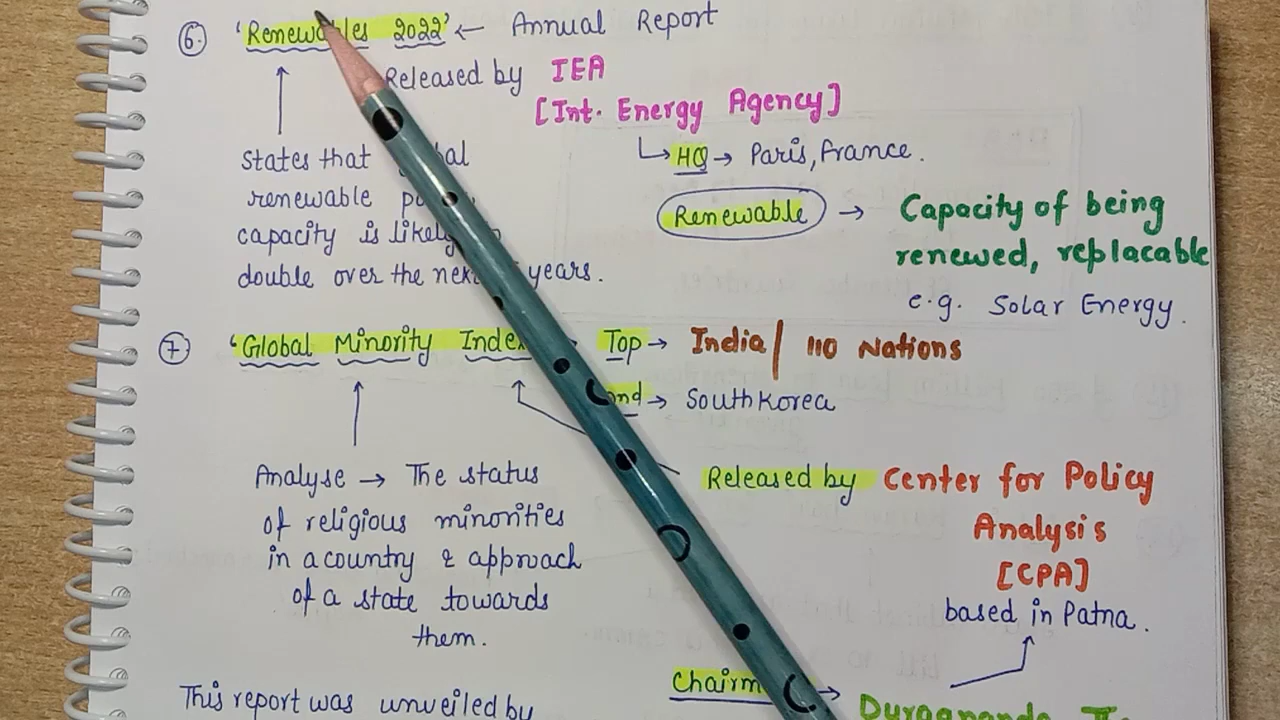 6. 'Renewables 2022' ← Annual Report
Released by IEA
[Int. Energy Agency]
↳ HQ → Paris, France.
States that
renewable
capacity is likely
double over the next years.
Renewable → Capacity of being
renewed, replacable
e.g. Solar Energy.
7. 'Global Minority Index → Top → India / 110 Nations
→ South Korea
Analyse → The status
of religious minorities
in a country & approach
of a state towards
them.
Released by Center for Policy
Analysis
[CPA]
based in Patna.
This report was unveiled by
→